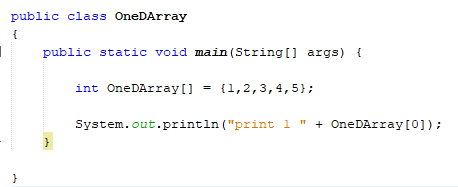 public class OneDArray
{
public static void main(String[] args) {
int OneDArray[] = {1,2,3,4,5};
System.out.println("print 1 " + OneDArray[0]);
}
}